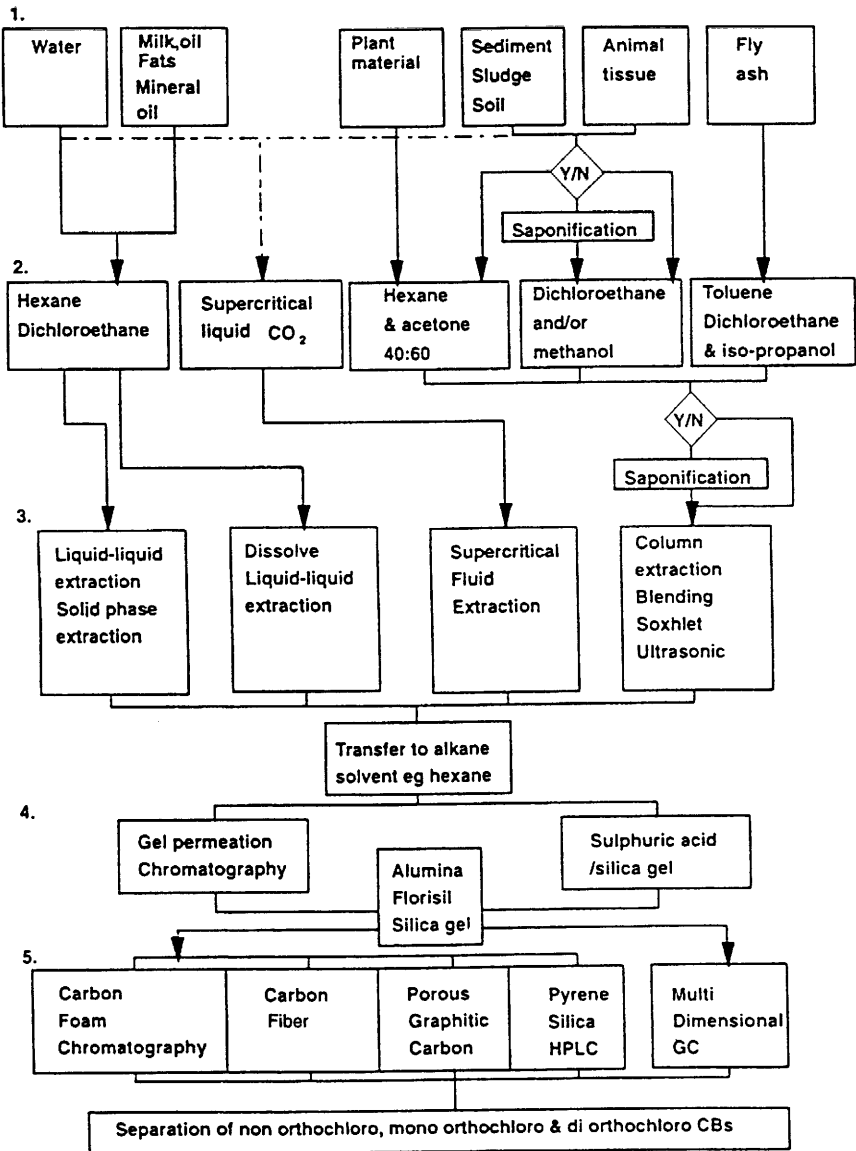 1.
Water
Milk,oil
Fats
Mineral
oil
Plant
material
Sediment
Sludge
Soil
Animal
tissue
Fly
ash
Y/N
Saponification
2.
Hexane
Dichloroethane
Supercritical
liquid CO2
Hexane
& acetone
40:60
Dichloroethane
and/or
methanol
Toluene
Dichloroethane
& iso-propanol
Y/N
Saponification
3.
Liquid-liquid
extraction
Solid phase
extraction
Dissolve
Liquid-liquid
extraction
Supercritical
Fluid
Extraction
Column
extraction
Blending
Soxhlet
Ultrasonic
Transfer to alkane
solvent eg hexane
4.
Gel permeation
Chromatography
Alumina
Florisil
Silica gel
Sulphuric acid
/silica gel
5.
Carbon
Foam
Chromatography
Carbon
Fiber
Porous
Graphitic
Carbon
Pyrene
Silica
HPLC
Multi
Dimensional
GC
Separation of non orthochloro, mono orthochloro & di orthochloro CBs